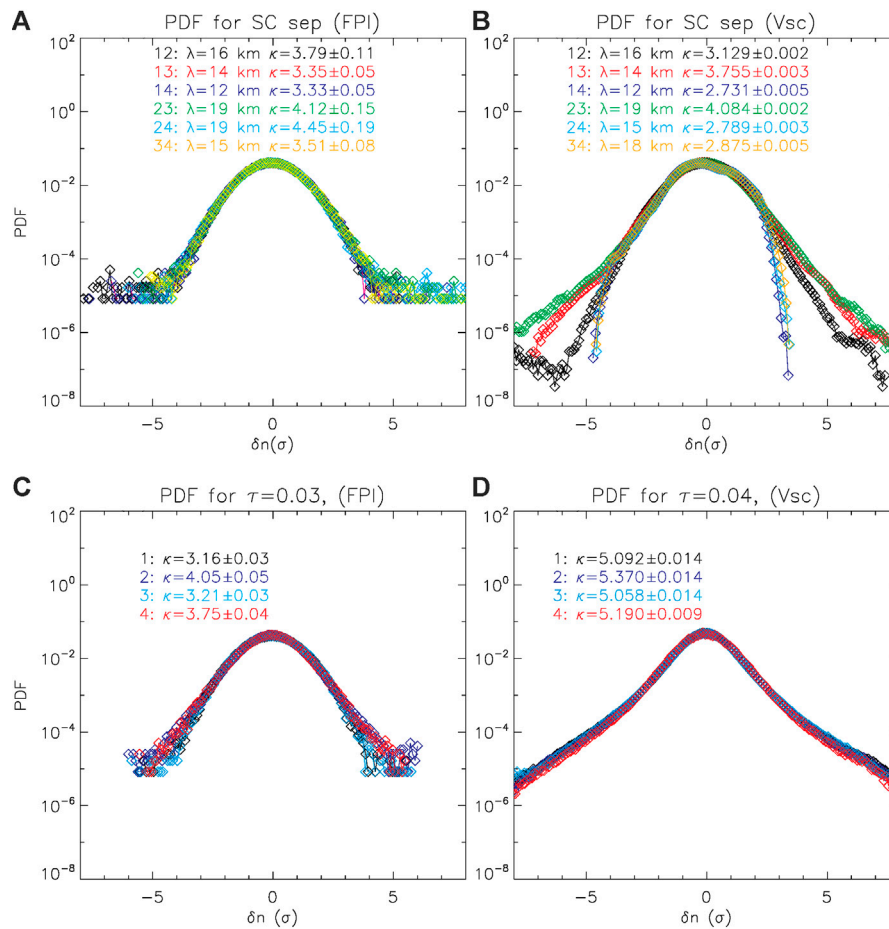 A
PDF for SC sep (FPI)
12: λ=16 km κ=3.79±0.11
13: λ=14 km κ=3.35±0.05
14: λ=12 km κ=3.33±0.05
23: λ=19 km κ=4.12±0.15
24: λ=19 km κ=4.45±0.19
34: λ=15 km κ=3.51±0.08
10²
10⁰
10⁻²
10⁻⁴
10⁻⁶
10⁻⁸
PDF
-5 0 5
δn(σ)
B
PDF for SC sep (Vsc)
12: λ=16 km κ=3.129±0.002
13: λ=14 km κ=3.755±0.003
14: λ=12 km κ=2.731±0.005
23: λ=19 km κ=4.084±0.002
24: λ=15 km κ=2.789±0.003
34: λ=18 km κ=2.875±0.005
10²
10⁰
10⁻²
10⁻⁴
10⁻⁶
10⁻⁸
-5 0 5
δn(σ)
C
PDF for τ=0.03, (FPI)
1: κ=3.16±0.03
2: κ=4.05±0.05
3: κ=3.21±0.03
4: κ=3.75±0.04
10²
10⁰
10⁻²
10⁻⁴
10⁻⁶
10⁻⁸
PDF
-5 0 5
δn (σ)
D
PDF for τ=0.04, (Vsc)
1: κ=5.092±0.014
2: κ=5.370±0.014
3: κ=5.058±0.014
4: κ=5.190±0.009
10²
10⁰
10⁻²
10⁻⁴
10⁻⁶
10⁻⁸
-5 0 5
δn (σ)